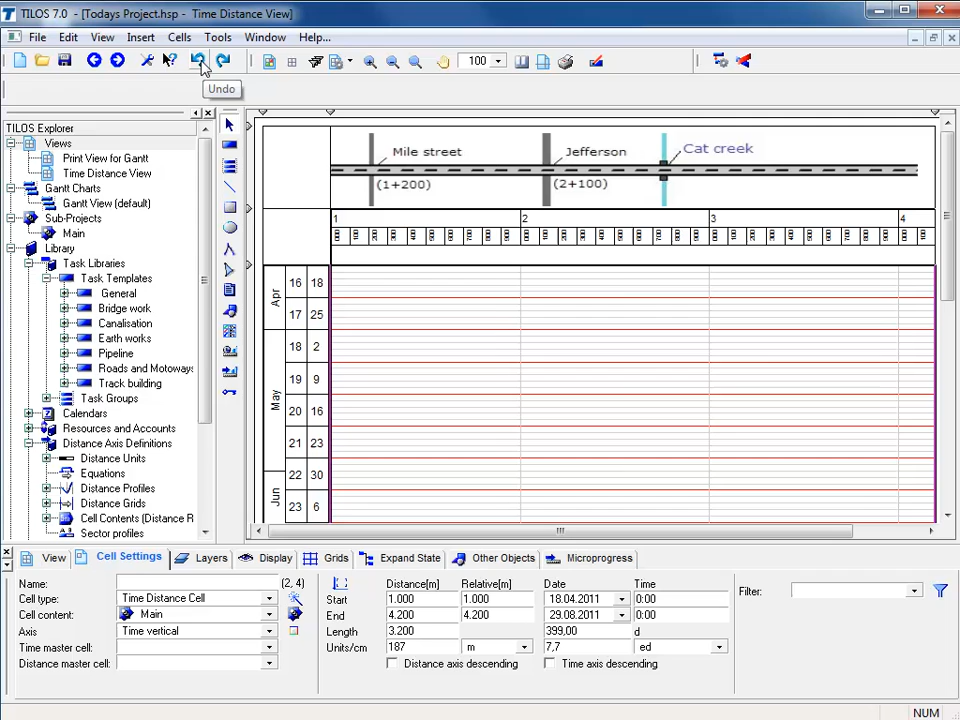 TILOS 7.0 - [Todays Project.hsp - Time Distance View]
File Edit View Insert Cells Tools Window Help...
100
Undo
TILOS Explorer
Views
Print View for Gantt
Time Distance View
Gantt Charts
Gantt View (default)
Sub-Projects
Main
Library
Task Libraries
Task Templates
General
Bridge work
Canalisation
Earth works
Pipeline
Roads and Motorways
Track building
Task Groups
Calendars
Resources and Accounts
Distance Axis Definitions
Distance Units
Equations
Distance Profiles
Distance Grids
Cell Contents (Distance R
Sector profiles
Mile street
(1+200)
Jefferson
(2+100)
Cat creek
1 2 3 4
Apr
16 18
17 25
May
18 2
19 9
20 16
21 23
22 30
Jun
23 6
View Cell Settings Layers Display Grids Expand State Other Objects Microprogress
Name: (2, 4)
Cell type: Time Distance Cell
Cell content: Main
Axis Time vertical
Time master cell:
Distance master cell:
Distance[m] Relative[m] Date Time
Start 1.000 1.000 18.04.2011 0:00
End 4.200 4.200 29.08.2011 0:00
Length 3.200 399,00 d
Units/cm 187 m 7,7 ed
Distance axis descending Time axis descending
Filter:
NUM